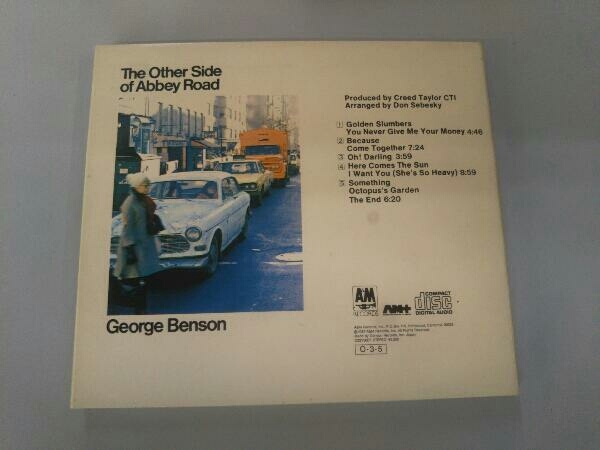 The Other Side
of Abbey Road
George Benson
Produced by Creed Taylor CTI
Arranged by Don Sebesky
1 Golden Slumbers
You Never Give Me Your Money 4:46
2 Because
Come Together 7:24
3 Oh! Darling 3:59
4 Here Comes The Sun
I Want You (She's So Heavy) 8:59
5 Something
Octopus's Garden
The End 6:20
A&M
RECORDS
AM+
COMPACT
disc
DIGITAL AUDIO
O-3-5